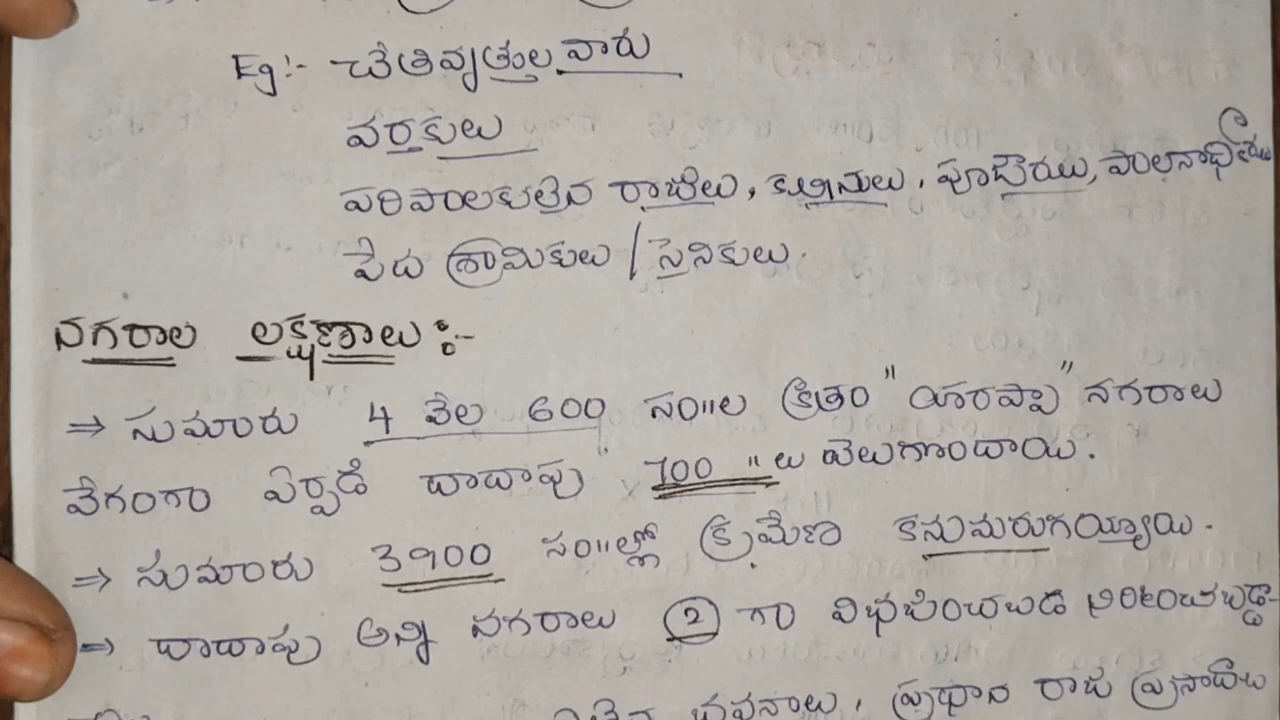 Eg:- చేతివృత్తుల వారు
వర్తకులు
పరిపాలకులైన రాజులు, కులీనులు, పూజారులు, పాలనాధీశులు
పేద శ్రామికులు / సైనికులు.
నగరాల లక్షణాలు :-
⇒ సుమారు 4 వేల 600 సం॥ల క్రితం "హరప్పా" నగరాలు
వేగంగా ఏర్పడి దాదాపు 700 "లు వెలుగొందాయి.
⇒ సుమారు 3900 సం॥ల్లో క్రమేణా కనుమరుగయ్యాయి.
⇒ దాదాపు అన్ని నగరాలు 2 గా విభజించబడి నిర్మించబడ్డా-
భవనాలు, ప్రధాన రాజ ప్రసాదాల